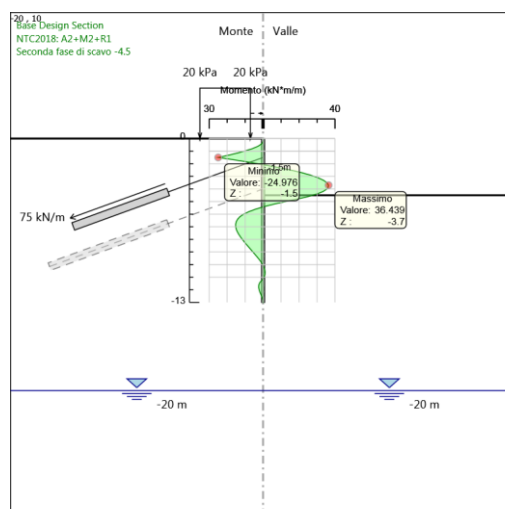 -20 , 10
Base Design Section
NTC2018: A2+M2+R1
Seconda fase di scavo -4.5
Monte Valle
20 kPa 20 kPa
Momento (kN*m/m)
30 40
0
-1.5m
Minimo
Valore: -24.976
Z : -1.5
Massimo
Valore: 36.439
Z : -3.7
75 kN/m
-13
-20 m -20 m